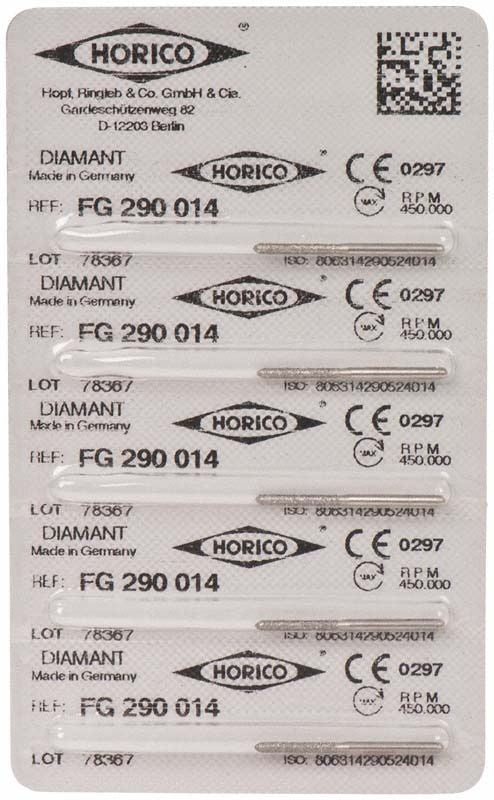 HORICO ®
Hopf, Ringleb & Co. GmbH & Cie.
Gardeschützenweg 82
D-12203 Berlin
DIAMANT HORICO ® CE 0297
Made in Germany
REF: FG 290 014 MAX RPM 450.000
LOT 78367 ISO: 806314290524014
DIAMANT HORICO ® CE 0297
Made in Germany
REF: FG 290 014 MAX RPM 450.000
LOT 78367 ISO: 806314290524014
DIAMANT HORICO ® CE 0297
Made in Germany
REF: FG 290 014 MAX RPM 450.000
LOT 78367 ISO: 806314290524014
DIAMANT HORICO ® CE 0297
Made in Germany
REF: FG 290 014 MAX RPM 450.000
LOT 78367 ISO: 806314290524014
DIAMANT HORICO ® CE 0297
Made in Germany
REF: FG 290 014 MAX RPM 450.000
LOT 78367 ISO: 806314290524014